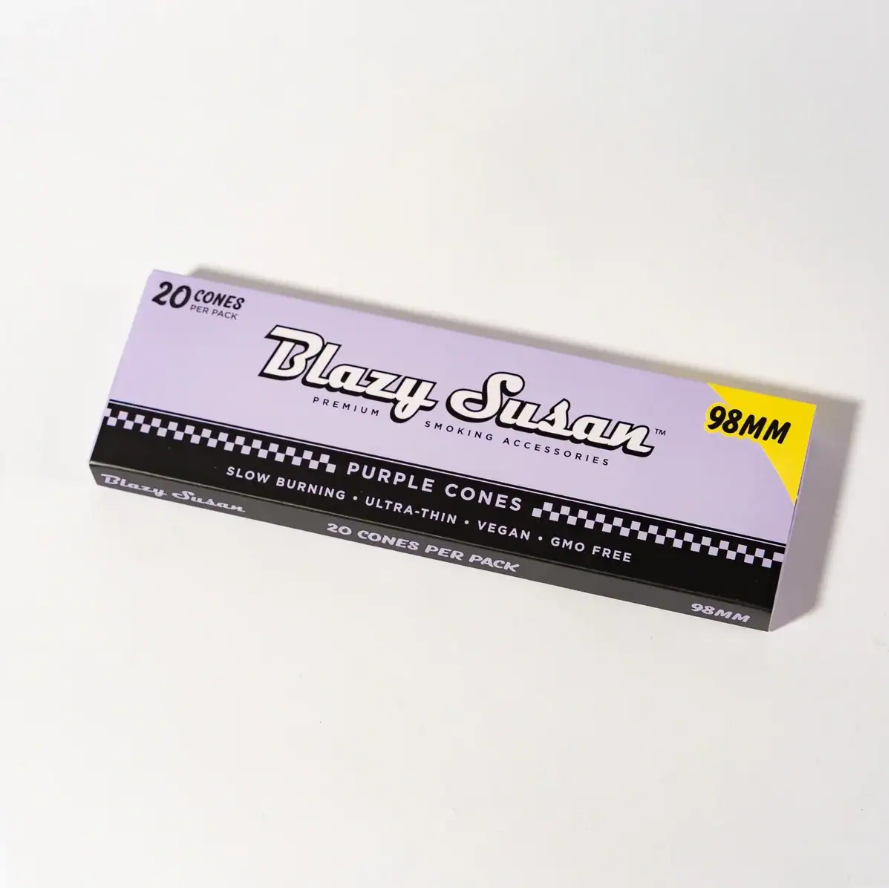 20 CONES
PER PACK
Blazy Susan™
PREMIUM SMOKING ACCESSORIES
98MM
PURPLE CONES
SLOW BURNING • ULTRA-THIN • VEGAN • GMO FREE
Blazy Susan
20 CONES PER PACK
98MM